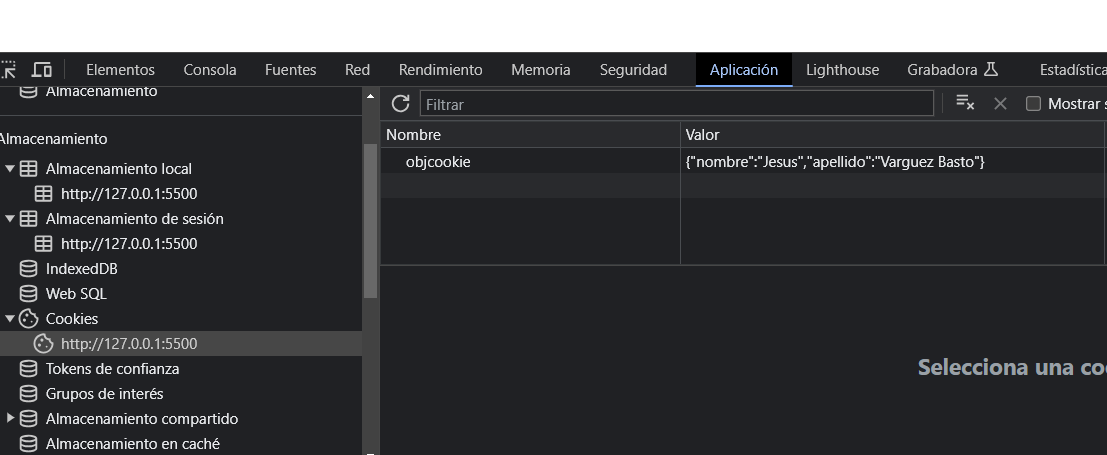 Elementos Consola Fuentes Red Rendimiento Memoria Seguridad Aplicación Lighthouse Grabadora Estadística
Almacenamiento
Almacenamiento
Almacenamiento local
http://127.0.0.1:5500
Almacenamiento de sesión
http://127.0.0.1:5500
IndexedDB
Web SQL
Cookies
http://127.0.0.1:5500
Tokens de confianza
Grupos de interés
Almacenamiento compartido
Almacenamiento en caché
Filtrar Mostrar s
Nombre Valor
objcookie {"nombre":"Jesus","apellido":"Varguez Basto"}
Selecciona una coo